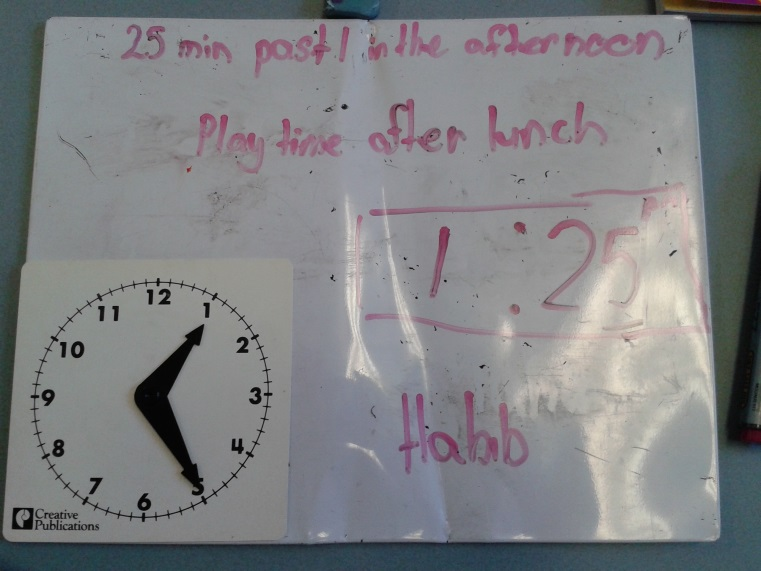 25 min past 1 in the afternoon
Play time after lunch
1:25
Habib
12
11
1
10
2
9
3
8
4
7
5
6
Creative
Publications